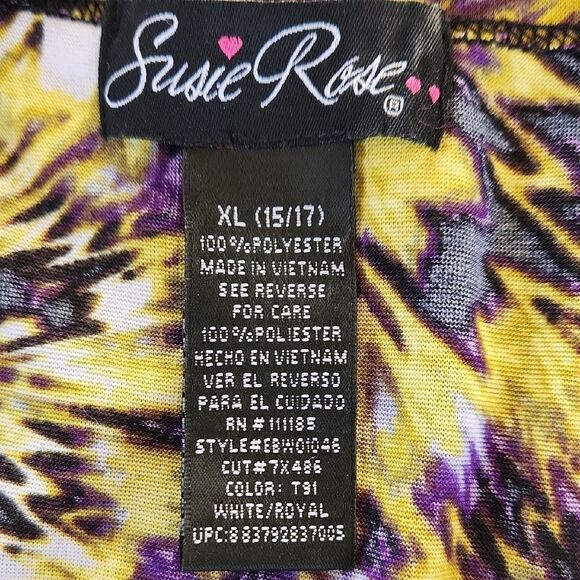 Susie Rose ®
XL (15/17)
100%POLYESTER
MADE IN VIETNAM
SEE REVERSE
FOR CARE
100%POLIESTER
HECHO EN VIETNAM
VER EL REVERSO
PARA EL CUIDADO
RN #111185
STYLE#EBW01046
CUT#7X486
COLOR: T91
WHITE/ROYAL
UPC:883792837005